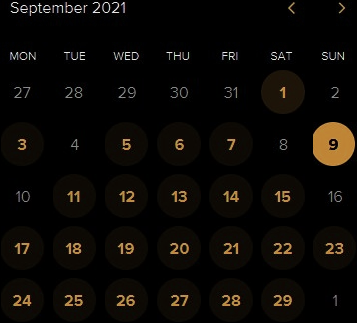 September 2021 < >
MON TUE WED THU FRI SAT SUN
27 28 29 30 31 1 2
3 4 5 6 7 8 9
10 11 12 13 14 15 16
17 18 19 20 21 22 23
24 25 26 27 28 29 1